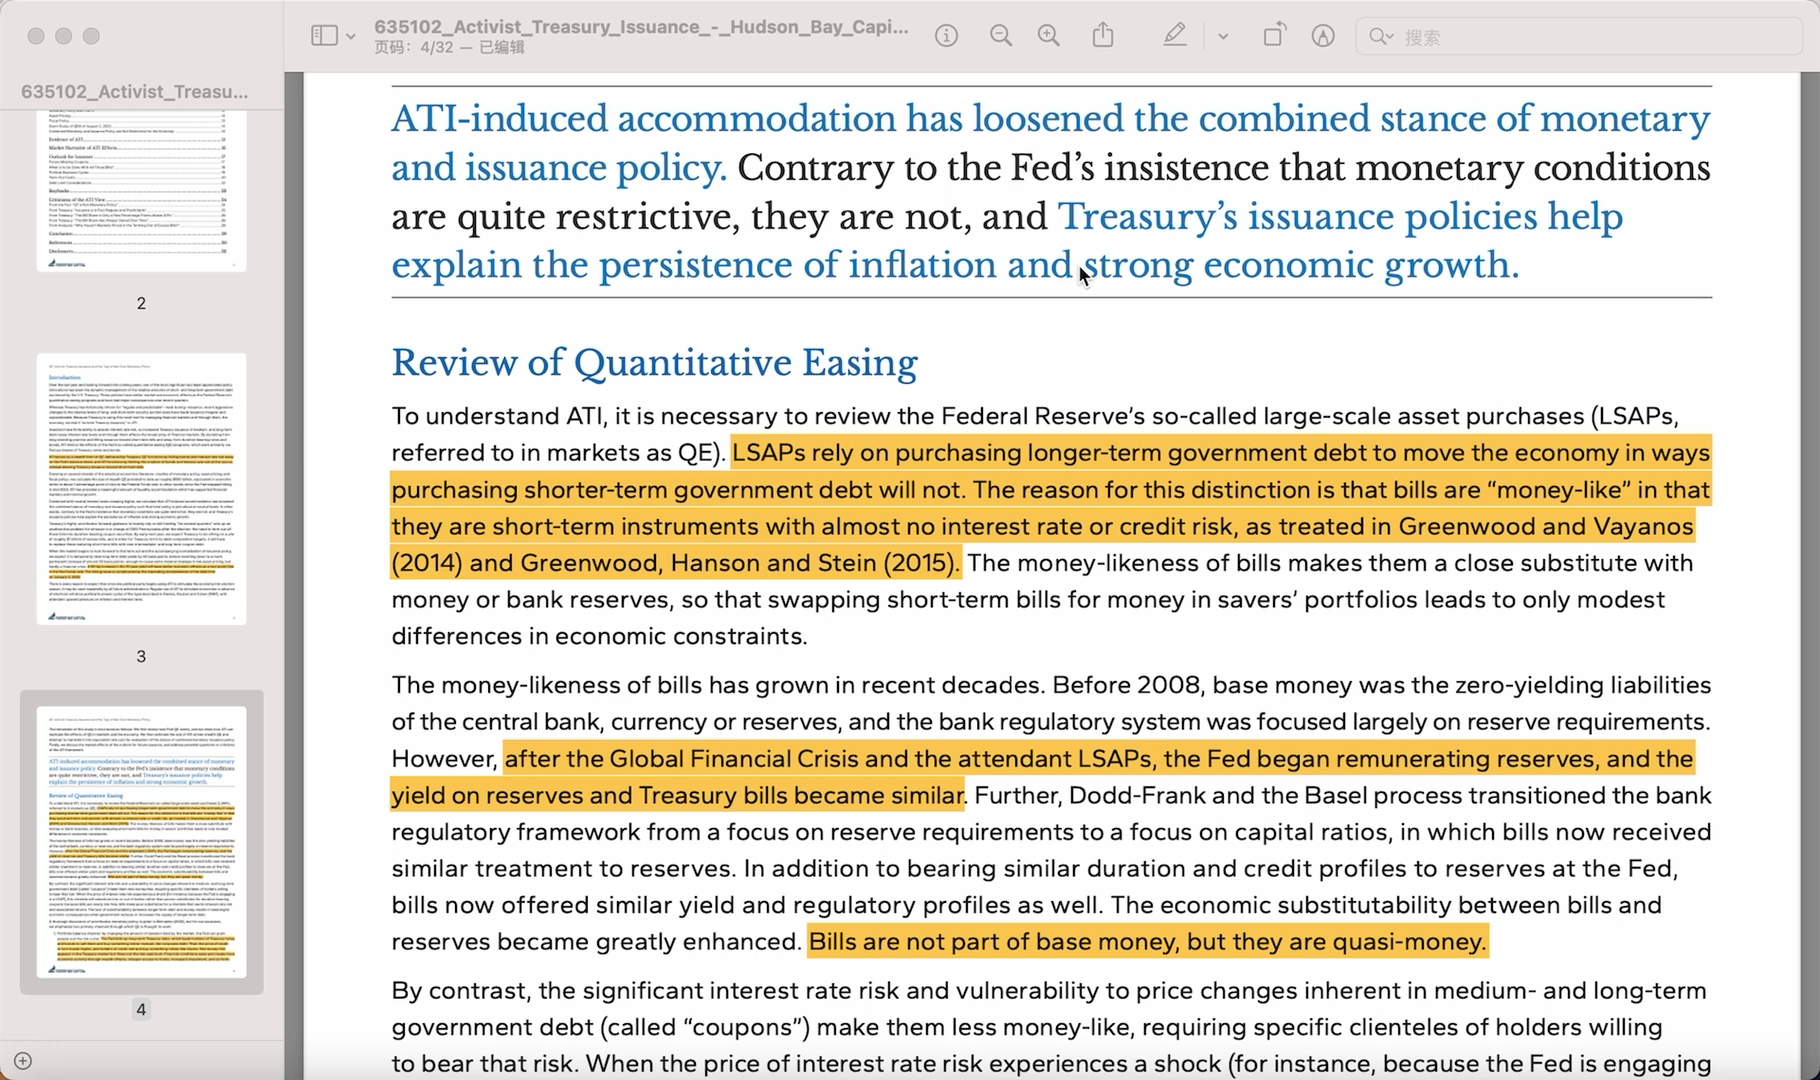 635102_Activist_Treasury_Issuance_-_Hudson_Bay_Capi...
页码：4/32 — 已编辑
搜索
635102_Activist_Treasu...
2
3
4
ATI-induced accommodation has loosened the combined stance of monetary
and issuance policy. Contrary to the Fed’s insistence that monetary conditions
are quite restrictive, they are not, and Treasury’s issuance policies help
explain the persistence of inflation and strong economic growth.
Review of Quantitative Easing
To understand ATI, it is necessary to review the Federal Reserve’s so-called large-scale asset purchases (LSAPs,
referred to in markets as QE). LSAPs rely on purchasing longer-term government debt to move the economy in ways
purchasing shorter-term government debt will not. The reason for this distinction is that bills are “money-like” in that
they are short-term instruments with almost no interest rate or credit risk, as treated in Greenwood and Vayanos
(2014) and Greenwood, Hanson and Stein (2015). The money-likeness of bills makes them a close substitute with
money or bank reserves, so that swapping short-term bills for money in savers’ portfolios leads to only modest
differences in economic constraints.
The money-likeness of bills has grown in recent decades. Before 2008, base money was the zero-yielding liabilities
of the central bank, currency or reserves, and the bank regulatory system was focused largely on reserve requirements.
However, after the Global Financial Crisis and the attendant LSAPs, the Fed began remunerating reserves, and the
yield on reserves and Treasury bills became similar. Further, Dodd-Frank and the Basel process transitioned the bank
regulatory framework from a focus on reserve requirements to a focus on capital ratios, in which bills now received
similar treatment to reserves. In addition to bearing similar duration and credit profiles to reserves at the Fed,
bills now offered similar yield and regulatory profiles as well. The economic substitutability between bills and
reserves became greatly enhanced. Bills are not part of base money, but they are quasi-money.
By contrast, the significant interest rate risk and vulnerability to price changes inherent in medium- and long-term
government debt (called “coupons”) make them less money-like, requiring specific clienteles of holders willing
to bear that risk. When the price of interest rate risk experiences a shock (for instance, because the Fed is engaging